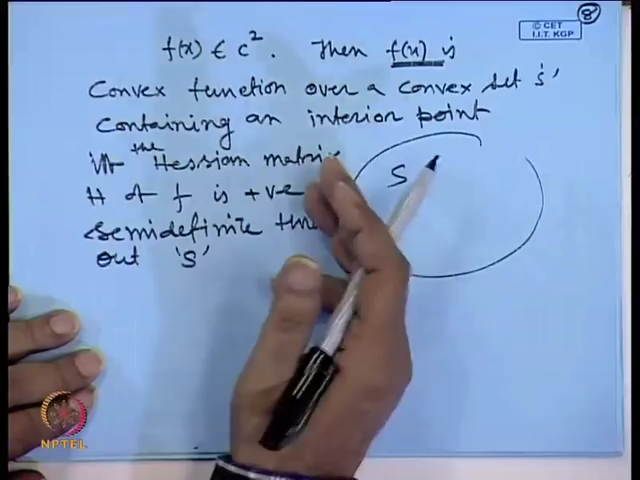 8
© CET
I.I.T. KGP
f(x) ∈ C². Then f(x) is
Convex function over a convex set 's'
containing an interior point
iff the Hessian matrix
H of f is +ve
semidefinite
out 'S'
S
NPTEL